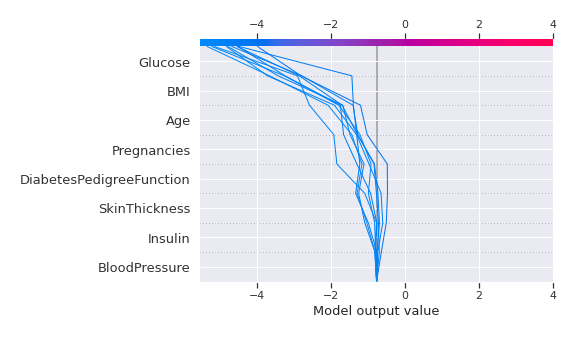 −4 −2 0 2 4
Glucose
BMI
Age
Pregnancies
DiabetesPedigreeFunction
SkinThickness
Insulin
BloodPressure
−4 −2 0 2 4
Model output value